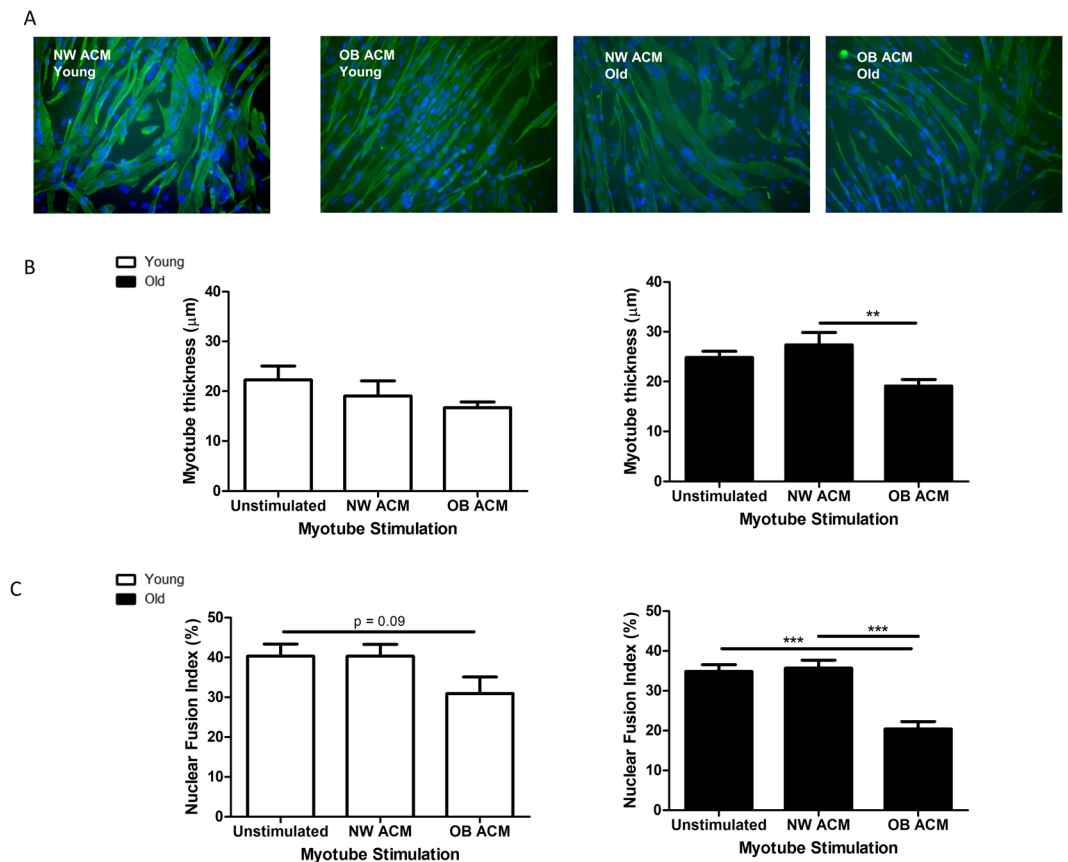 A
NW ACM
Young
OB ACM
Young
NW ACM
Old
OB ACM
Old
B
Young
Old
Myotube thickness (μm)
40
30
20
10
0
Unstimulated NW ACM OB ACM
Myotube Stimulation
Myotube thickness (μm)
40
30
20
10
0
**
Unstimulated NW ACM OB ACM
Myotube Stimulation
C
Young
Old
Nuclear Fusion Index (%)
50
40
30
20
10
0
p = 0.09
Unstimulated NW ACM OB ACM
Myotube Stimulation
Nuclear Fusion Index (%)
50
40
30
20
10
0
***
***
Unstimulated NW ACM OB ACM
Myotube Stimulation